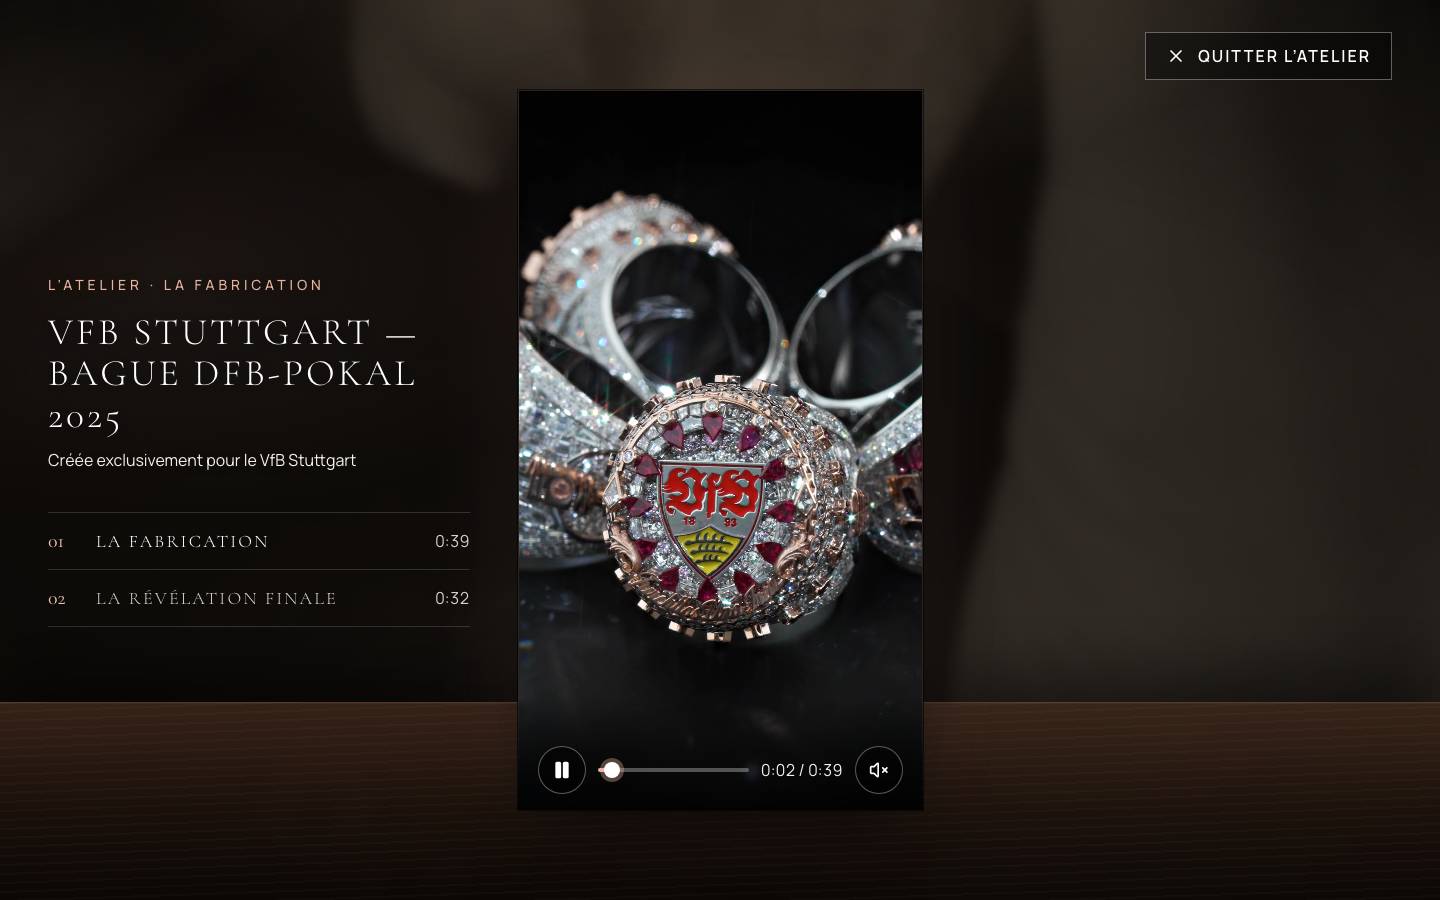 QUITTER L’ATELIER
L’ATELIER · LA FABRICATION
VFB STUTTGART —
BAGUE DFB-POKAL
2025
Créée exclusivement pour le VfB Stuttgart
01 LA FABRICATION 0:39
02 LA RÉVÉLATION FINALE 0:32
VfB
18 93
0:02 / 0:39